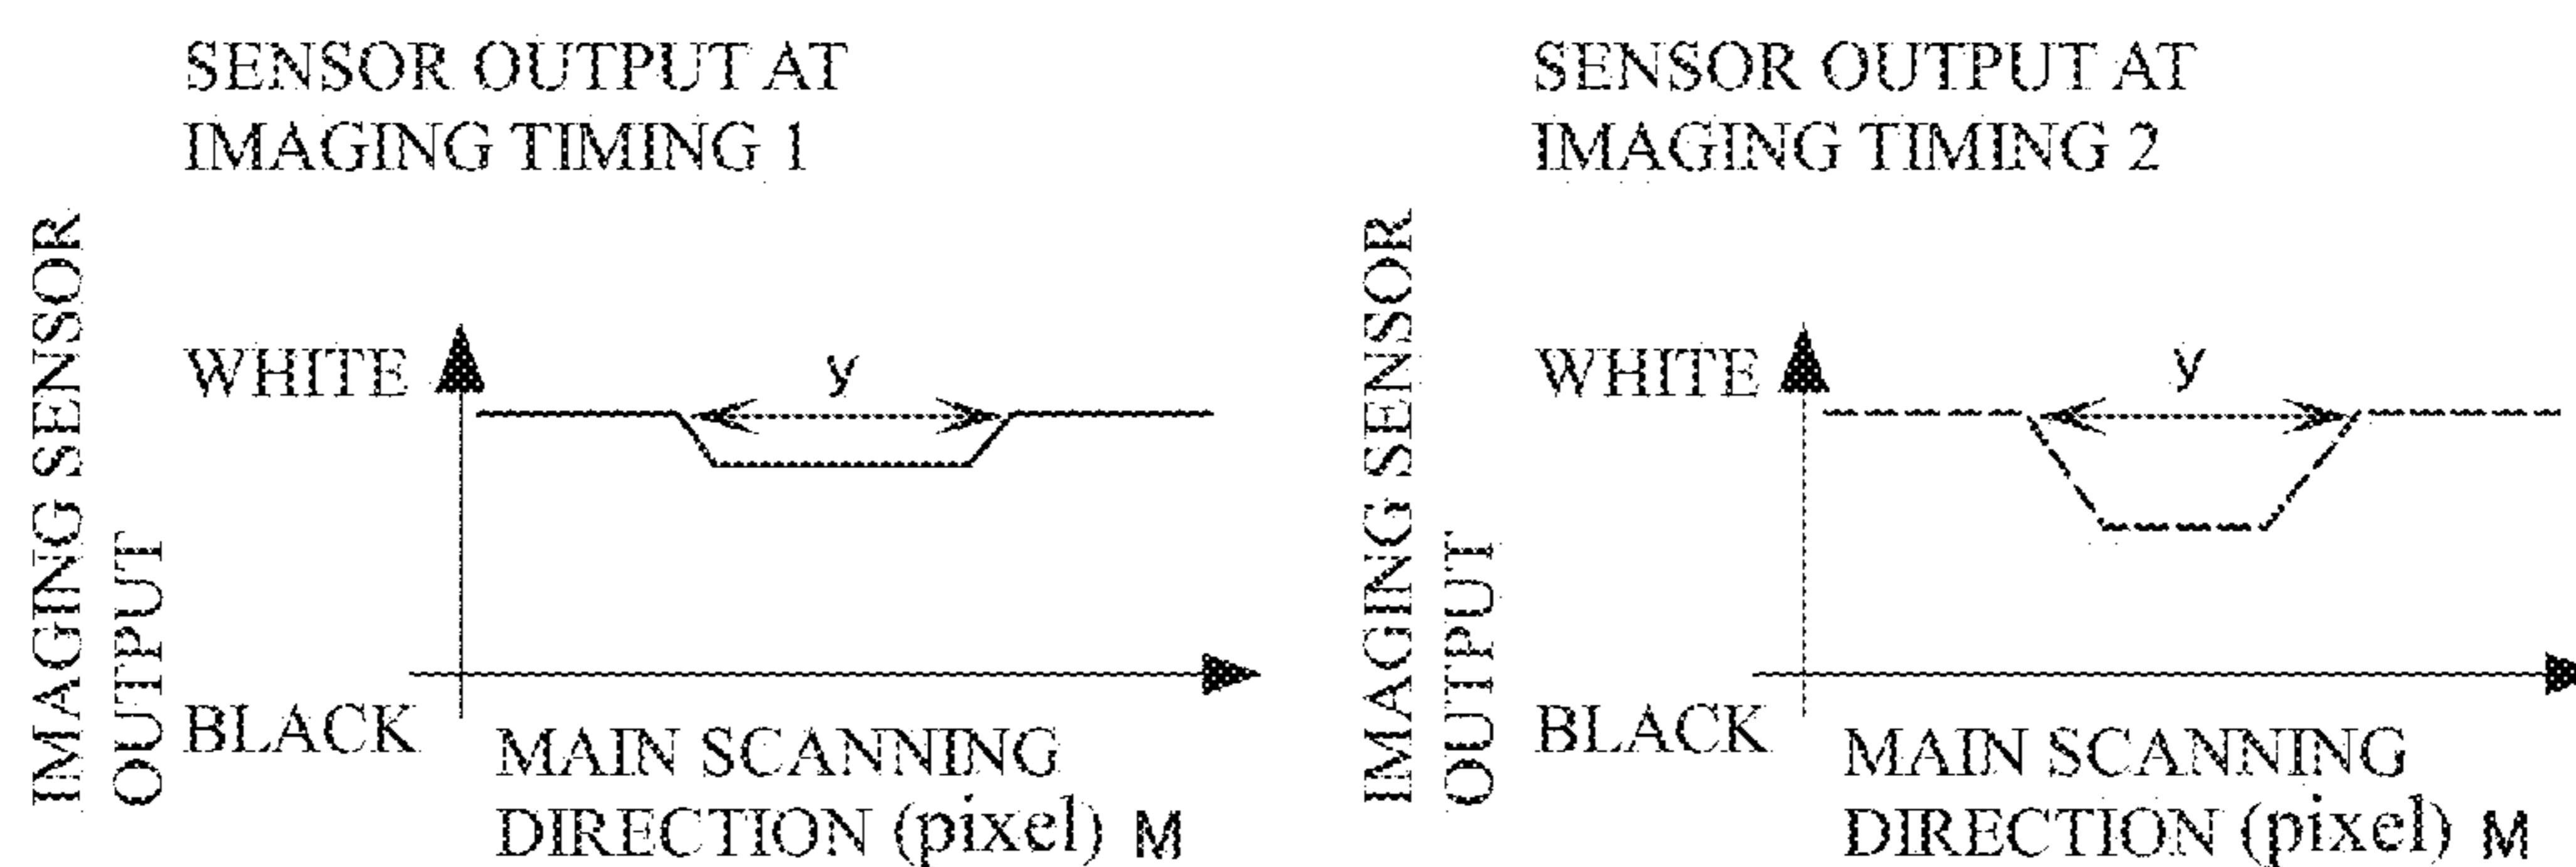 SENSOR OUTPUT AT
IMAGING TIMING 1
IMAGING SENSOR
OUTPUT
WHITE
y
BLACK
MAIN SCANNING
DIRECTION (pixel) M
SENSOR OUTPUT AT
IMAGING TIMING 2
IMAGING SENSOR
OUTPUT
WHITE
y
BLACK
MAIN SCANNING
DIRECTION (pixel) M